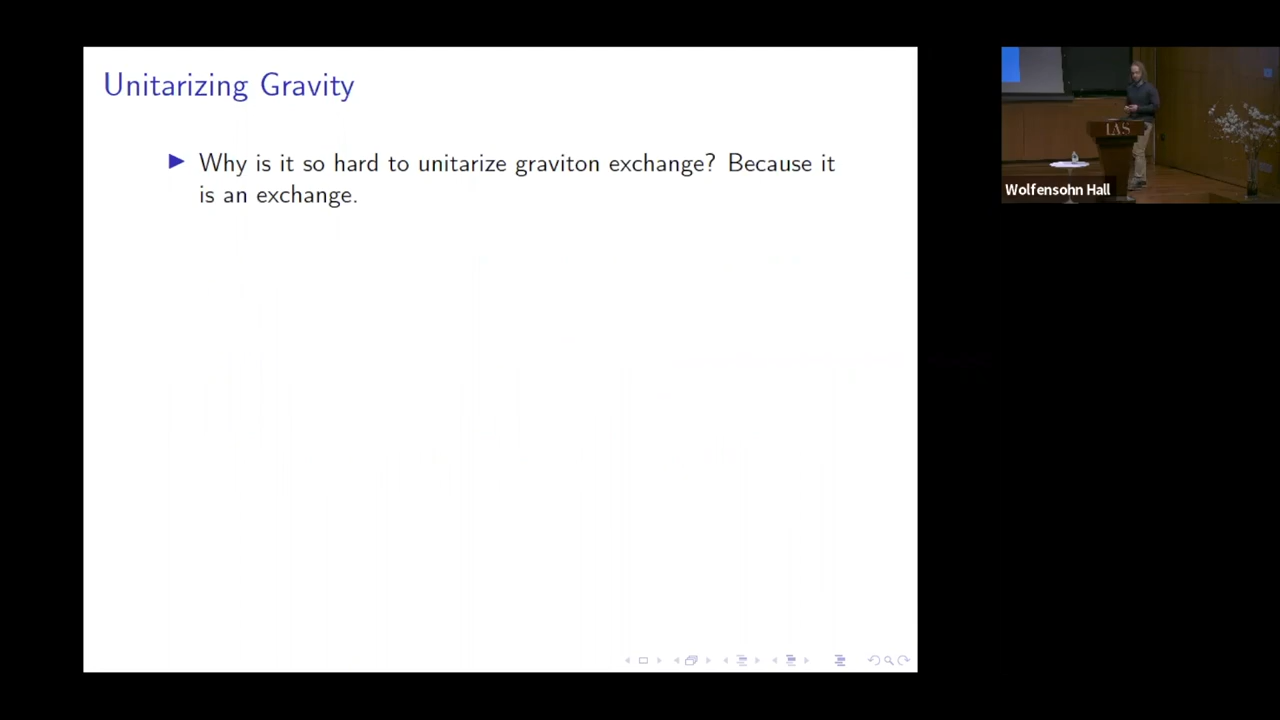 Unitarizing Gravity
Why is it so hard to unitarize graviton exchange? Because it
is an exchange.
IAS
Wolfensohn Hall